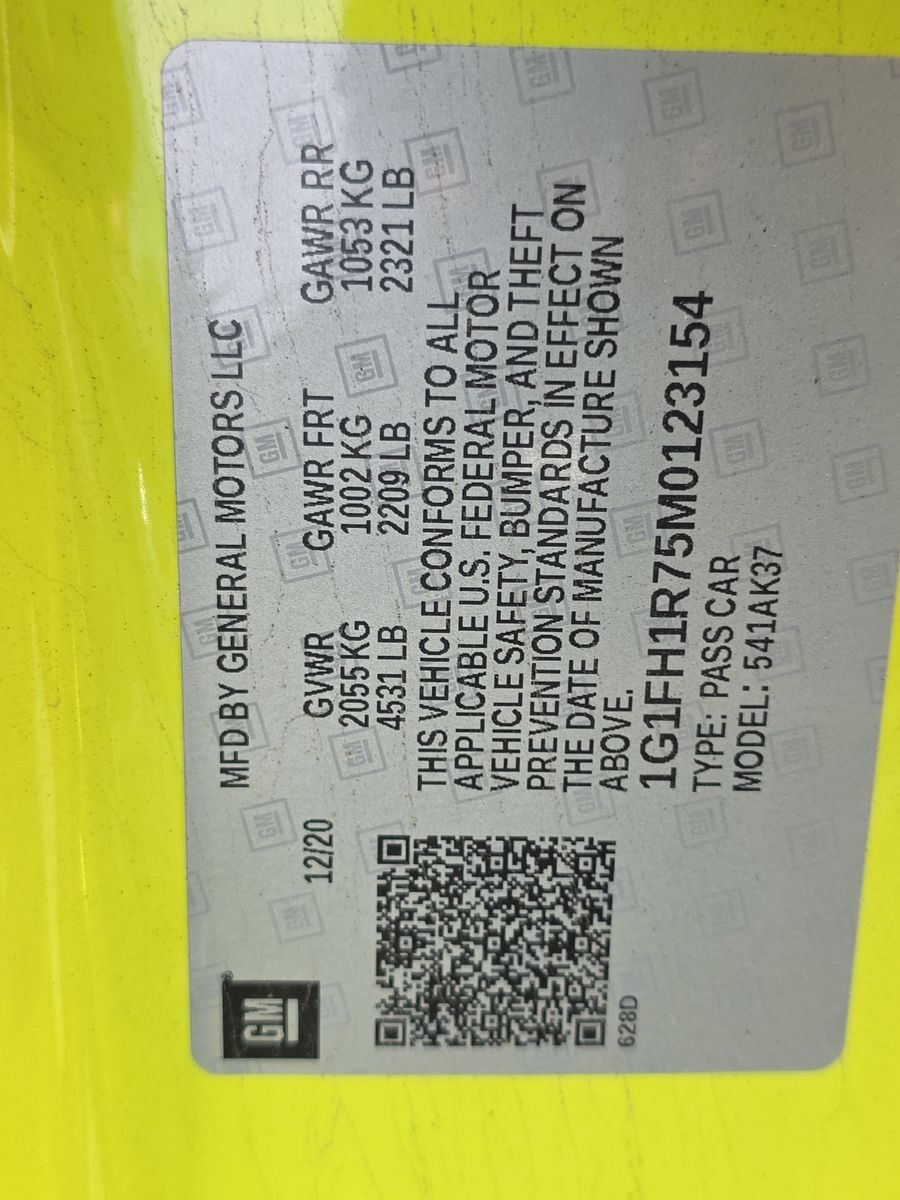 GM
MFD BY GENERAL MOTORS LLC
12/20
GVWR GAWR FRT GAWR RR
2055 KG 1002 KG 1053 KG
4531 LB 2209 LB 2321 LB
THIS VEHICLE CONFORMS TO ALL
APPLICABLE U.S. FEDERAL MOTOR
VEHICLE SAFETY, BUMPER, AND THEFT
PREVENTION STANDARDS IN EFFECT ON
THE DATE OF MANUFACTURE SHOWN
ABOVE.
628D
1G1FH1R75M0123154
TYPE: PASS CAR
MODEL: 541AK37